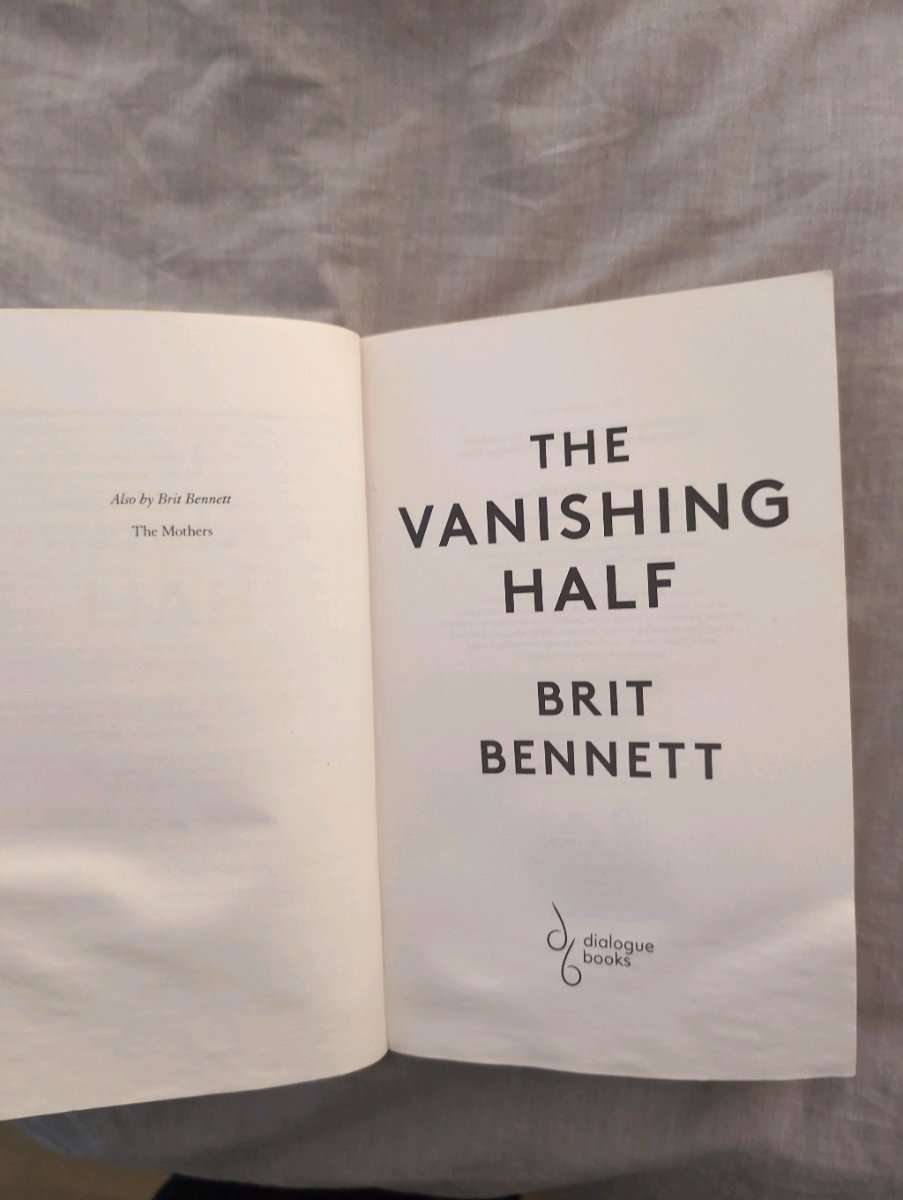 Also by Brit Bennett
The Mothers
THE
VANISHING
HALF
BRIT
BENNETT
dialogue
books